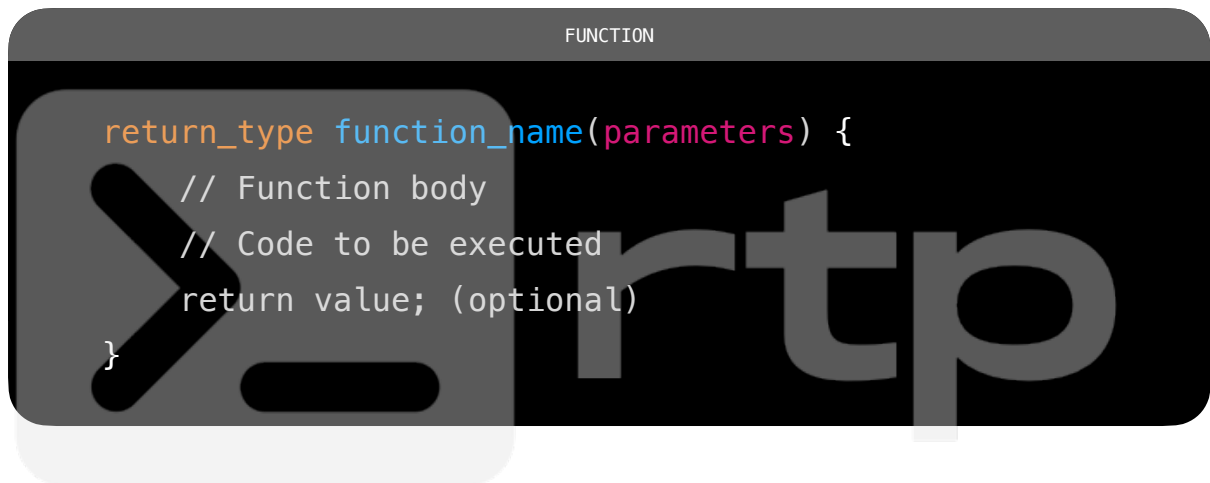 FUNCTION
return_type function_name(parameters) {
// Function body
// Code to be executed
return value; (optional)
}
rtp